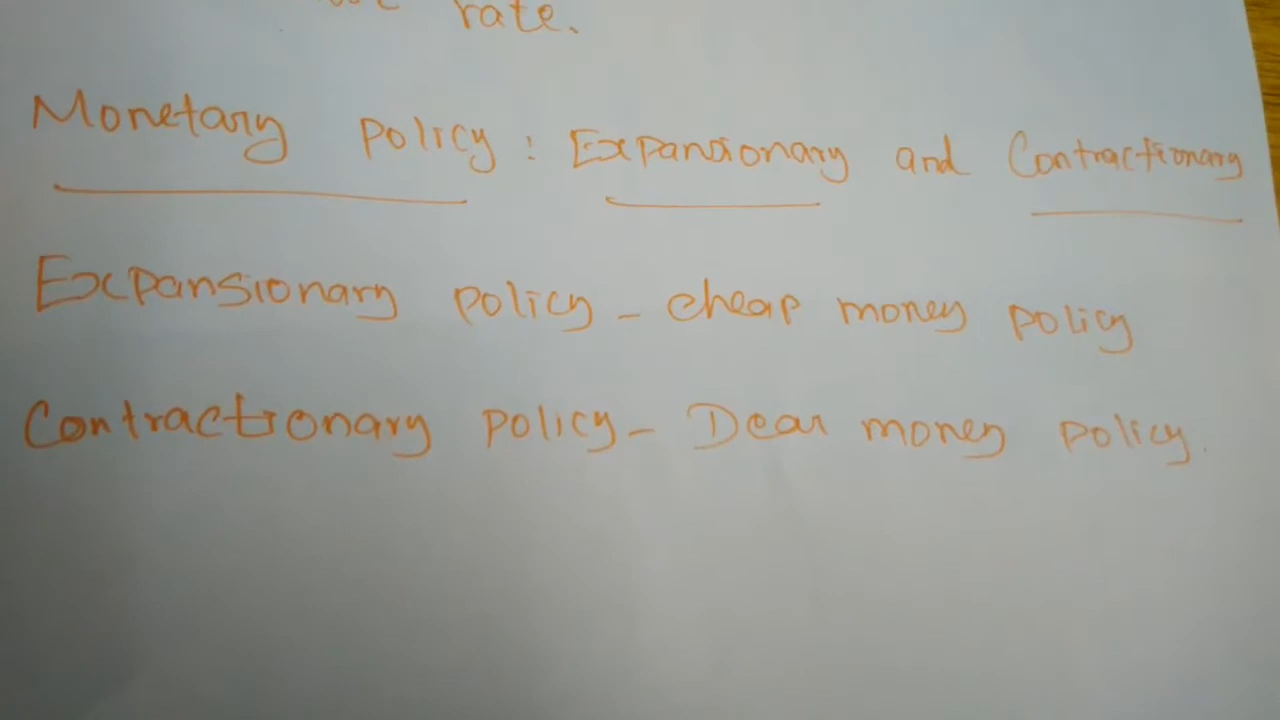 rate.
Monetary policy : Expansionary and Contractionary
Expansionary policy - cheap money policy
Contractionary policy - Dear money policy.